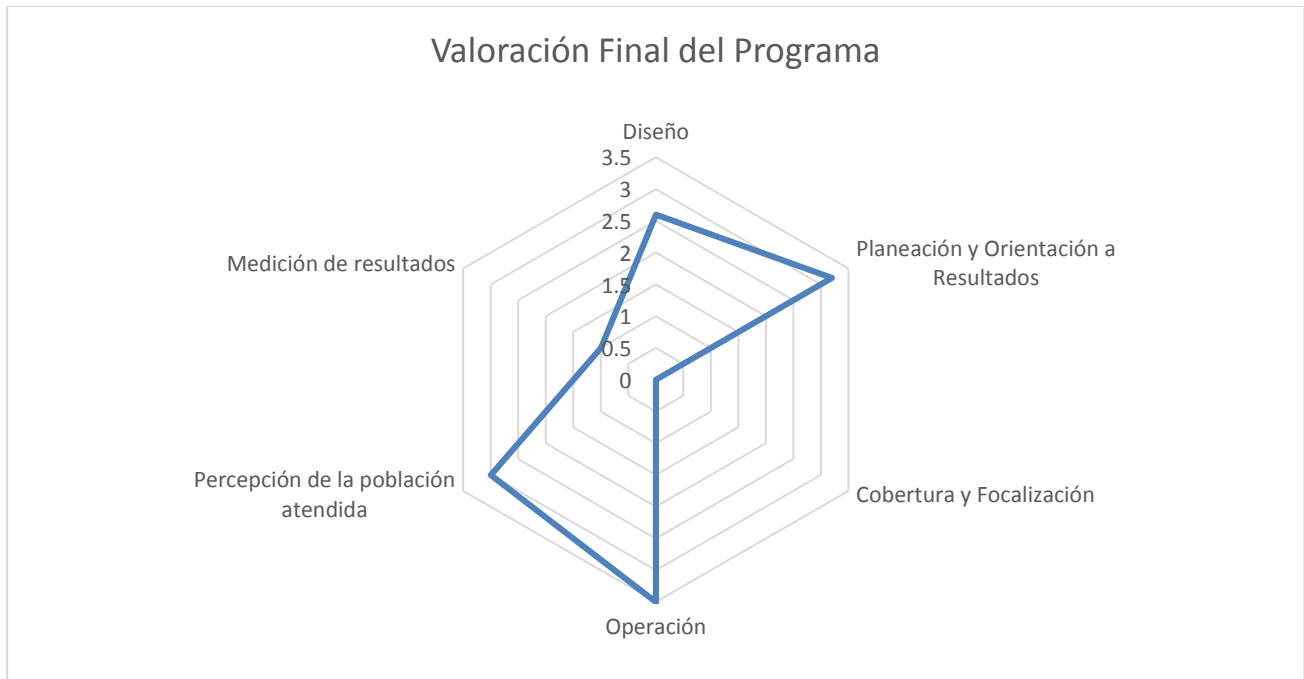 Valoración Final del Programa
Diseño
3.5
3
2.5
2
1.5
1
0.5
0
Planeación y Orientación a
Resultados
Medición de resultados
Percepción de la población
atendida
Cobertura y Focalización
Operación